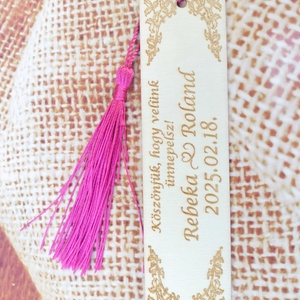 Köszönjük, hogy velünk
ünnepelsz!
Rebeka & Roland
2025.02.18.